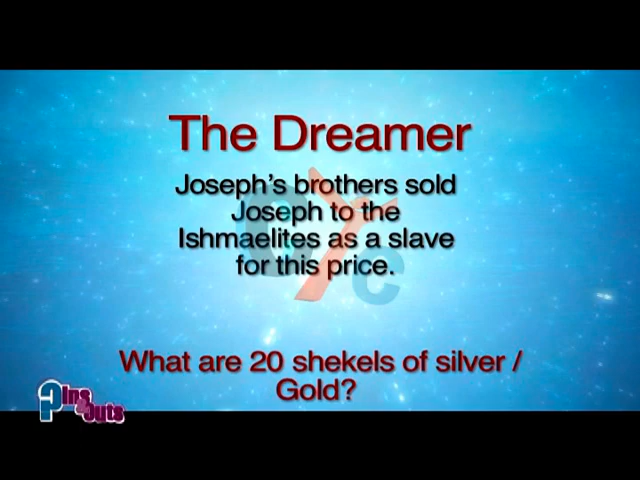 The Dreamer
Joseph's brothers sold
Joseph to the
Ishmaelites as a slave
for this price.
What are 20 shekels of silver /
Gold?
Ins
Outs